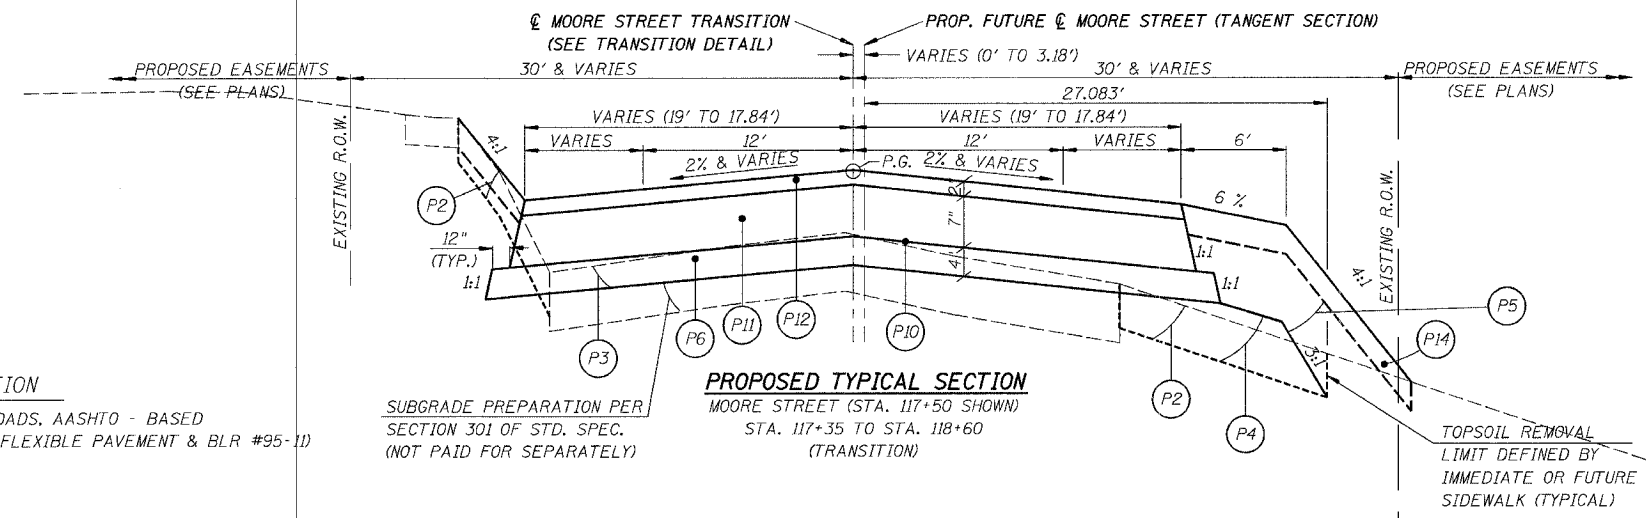 ℄ MOORE STREET TRANSITION
(SEE TRANSITION DETAIL)
PROP. FUTURE ℄ MOORE STREET (TANGENT SECTION)
VARIES (0' TO 3.18')
PROPOSED EASEMENTS
(SEE PLANS)
30' & VARIES
30' & VARIES
PROPOSED EASEMENTS
(SEE PLANS)
27.083'
VARIES (19' TO 17.84')
VARIES (19' TO 17.84')
VARIES
12'
12'
VARIES
6'
2% & VARIES
P.G.
2% & VARIES
EXISTING R.O.W.
4:1
P2
2"
7"
4"
6 %
EXISTING R.O.W.
12"
(TYP.)
1:1
1:1
1:1
4:1
3:1
P3
P6
P11
P12
P10
P5
P14
P2
P4
SUBGRADE PREPARATION PER
SECTION 301 OF STD. SPEC.
(NOT PAID FOR SEPARATELY)
PROPOSED TYPICAL SECTION
MOORE STREET (STA. 117+50 SHOWN)
STA. 117+35 TO STA. 118+60
(TRANSITION)
TOPSOIL REMOVAL
LIMIT DEFINED BY
IMMEDIATE OR FUTURE
SIDEWALK (TYPICAL)
TION
OADS, AASHTO - BASED
FLEXIBLE PAVEMENT & BLR #95-11)